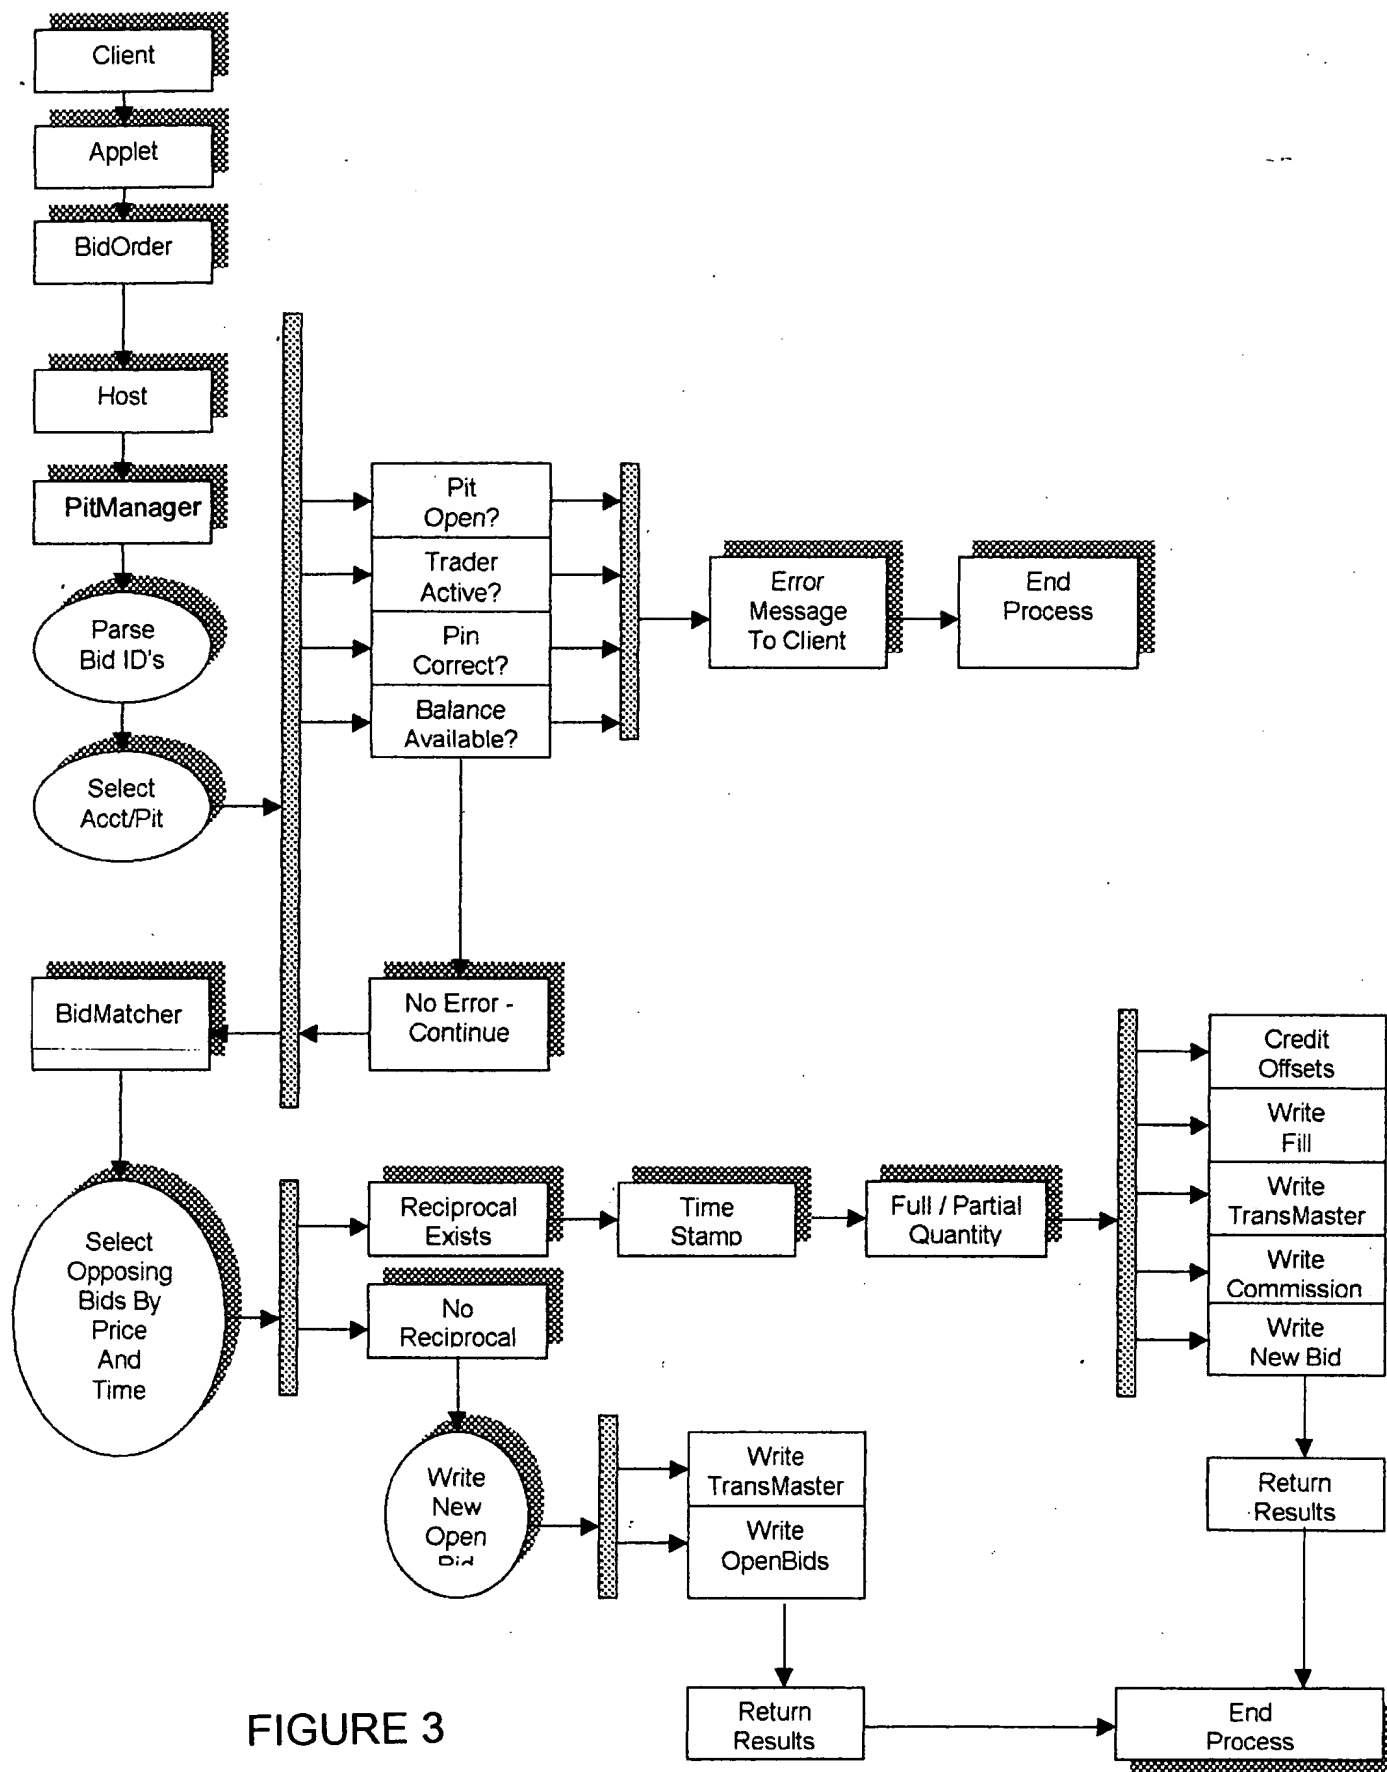 Client
Applet
BidOrder
Host
PitManager
Parse
Bid ID's
Select
Acct/Pit
Pit
Open?
Trader
Active?
Pin
Correct?
Balance
Available?
Error
Message
To Client
End
Process
No Error -
Continue
BidMatcher
Select
Opposing
Bids By
Price
And
Time
Reciprocal
Exists
No
Reciprocal
Time
Stamp
Full / Partial
Quantity
Credit
Offsets
Write
Fill
Write
TransMaster
Write
Commission
Write
New Bid
Return
Results
Write
New
Open
Bid
Write
TransMaster
Write
OpenBids
Return
Results
End
Process
FIGURE 3